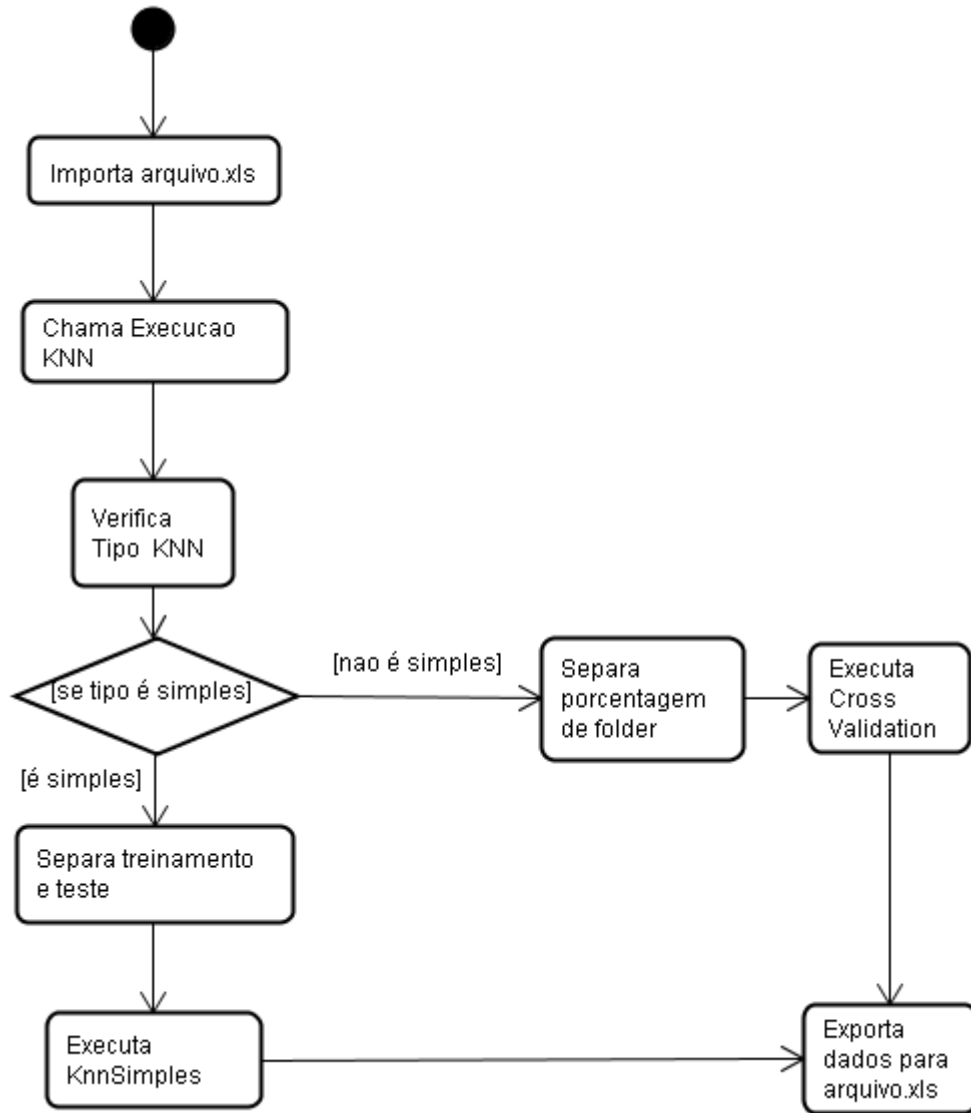 Importa arquivo.xls
Chama Execucao
KNN
Verifica
Tipo KNN
[se tipo é simples]
[nao é simples]
Separa
porcentagem
de folder
Executa
Cross
Validation
[é simples]
Separa treinamento
e teste
Executa
KnnSimples
Exporta
dados para
arquivo.xls